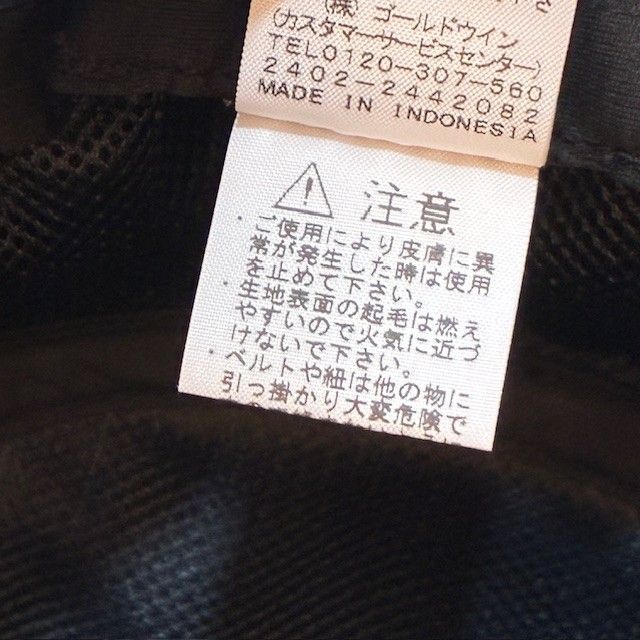 (株) ゴールドウイン
(カスタマーサービスセンター)
TEL0120-307-560
2402-2442082
MADE IN INDONESIA
注意
・ご使用により皮膚に異
常が発生した時は使用
を止めて下さい。
・生地表面の起毛は燃え
やすいので火気に近づ
けないで下さい。
・ベルトや紐は他の物に
引っ掛かり大変危険で